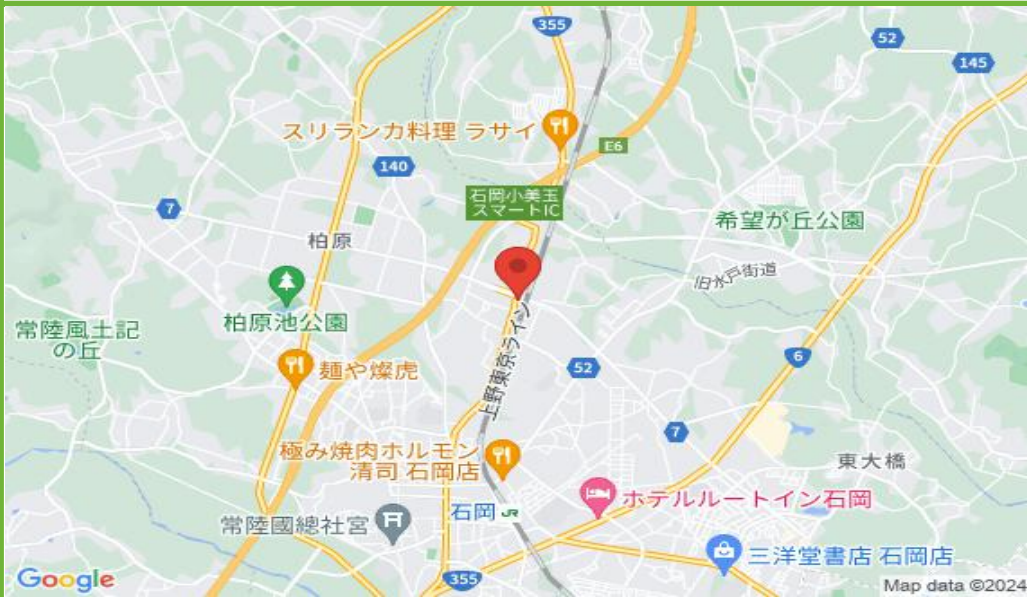 355
52
145
スリランカ料理 ラサイ
E6
140
石岡小美玉
スマートIC
7
希望が丘公園
柏原
旧水戸街道
柏原池公園
常陸風土記
の丘
上野東京ライン
6
麺や燦虎
52
7
極み焼肉ホルモン
清司 石岡店
東大橋
ホテルルートイン石岡
石岡 JR
常陸國總社宮
三洋堂書店 石岡店
355
Google
Map data ©2024